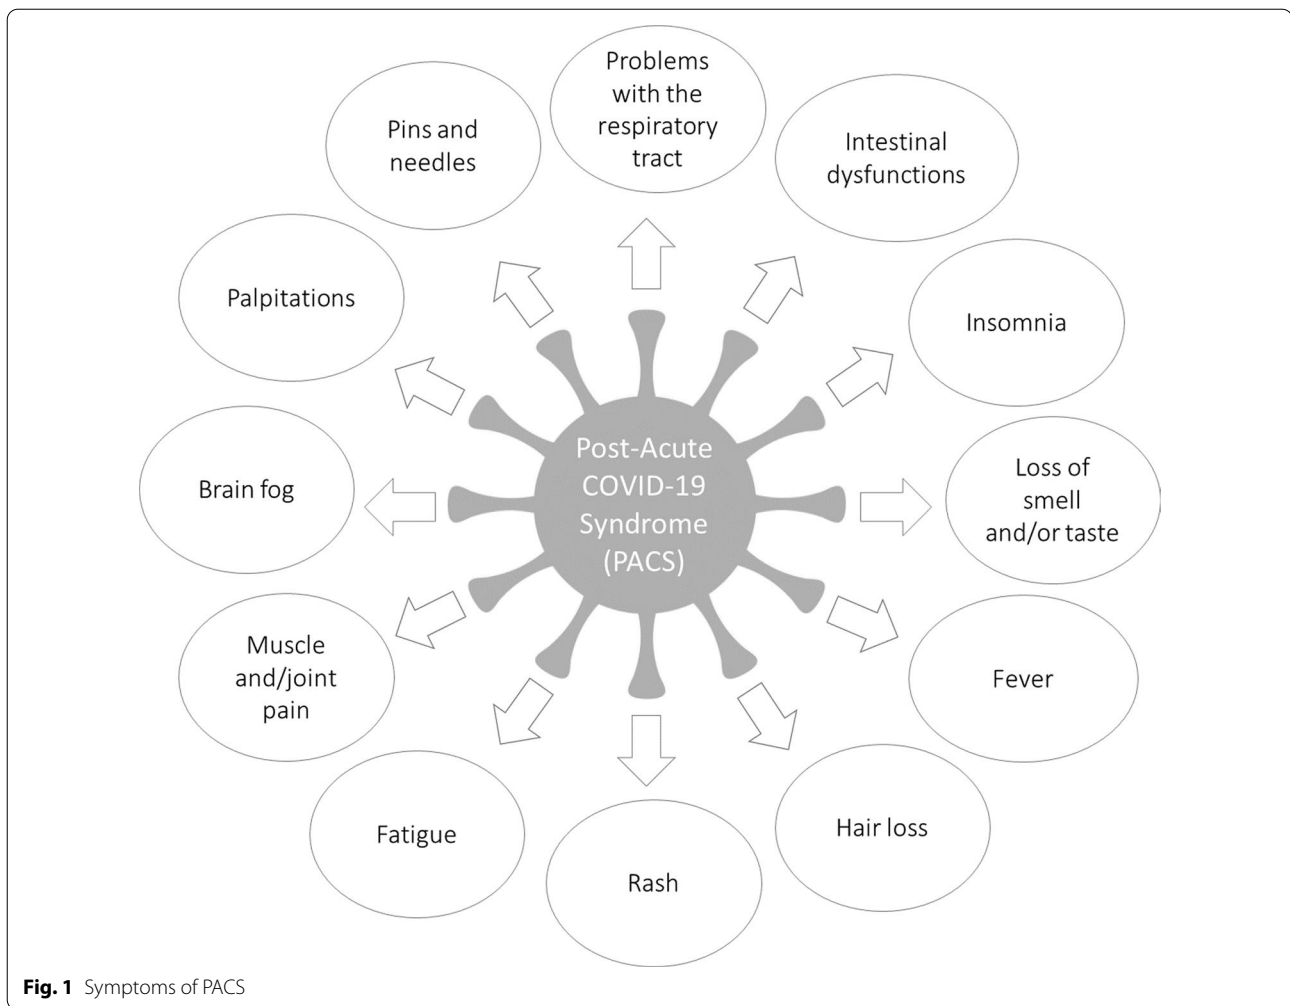 Problems
with the
respiratory
tract
Intestinal
dysfunctions
Insomnia
Loss of
smell
and/or taste
Fever
Hair loss
Rash
Fatigue
Muscle
and/joint
pain
Brain fog
Palpitations
Pins and
needles
Post-Acute
COVID-19
Syndrome
(PACS)
Fig. 1 Symptoms of PACS